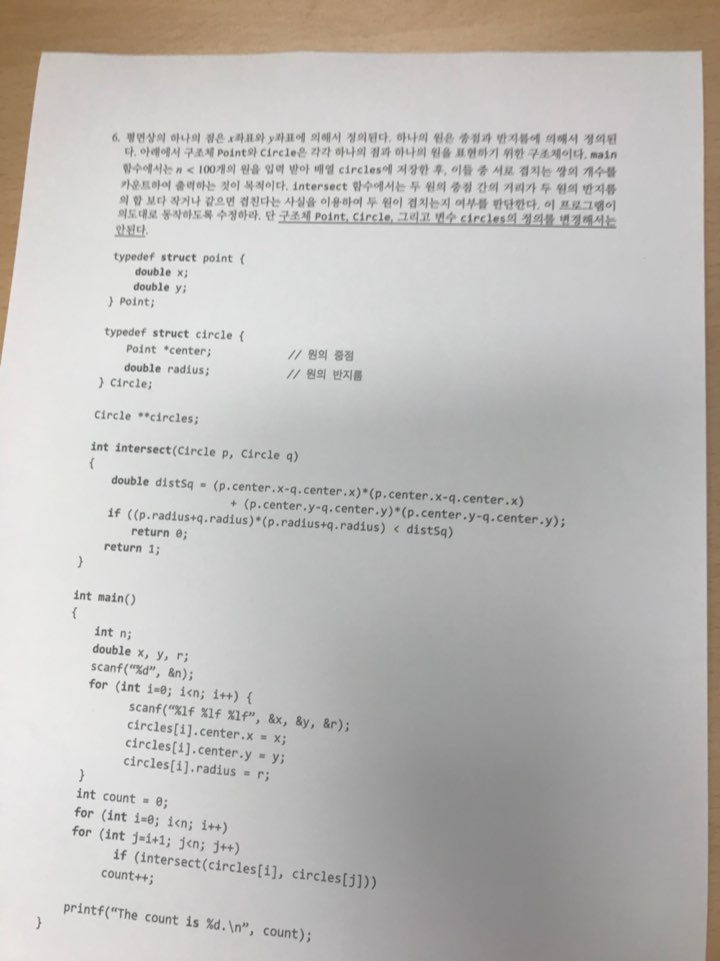 6. 평면상의 하나의 점은 x좌표와 y좌표에 의해서 정의된다. 하나의 원은 중점과 반지름에 의해서 정의된
다. 아래에서 구조체 Point와 Circle은 각각 하나의 점과 하나의 원을 표현하기 위한 구조체이다. main
함수에서는 n < 100개의 원을 입력 받아 배열 circles에 저장한 후, 이들 중 서로 겹치는 쌍의 개수를
카운트하여 출력하는 것이 목적이다. intersect 함수에서는 두 원의 중점 간의 거리가 두 원의 반지름
의 합 보다 작거나 같으면 겹친다는 사실을 이용하여 두 원이 겹치는지 여부를 판단한다. 이 프로그램이
의도대로 동작하도록 수정하라. 단 구조체 Point, Circle, 그리고 변수 circles의 정의를 변경해서는
안된다.
typedef struct point {
double x;
double y;
} Point;
typedef struct circle {
Point *center; // 원의 중점
double radius; // 원의 반지름
} Circle;
Circle **circles;
int intersect(Circle p, Circle q)
{
double distSq = (p.center.x-q.center.x)*(p.center.x-q.center.x)
+ (p.center.y-q.center.y)*(p.center.y-q.center.y);
if ((p.radius+q.radius)*(p.radius+q.radius) < distSq)
return 0;
return 1;
}
int main()
{
int n;
double x, y, r;
scanf(“%d”, &n);
for (int i=0; i<n; i++) {
scanf(“%lf %lf %lf”, &x, &y, &r);
circles[i].center.x = x;
circles[i].center.y = y;
circles[i].radius = r;
}
int count = 0;
for (int i=0; i<n; i++)
for (int j=i+1; j<n; j++)
if (intersect(circles[i], circles[j]))
count++;
printf(“The count is %d.\n”, count);
}